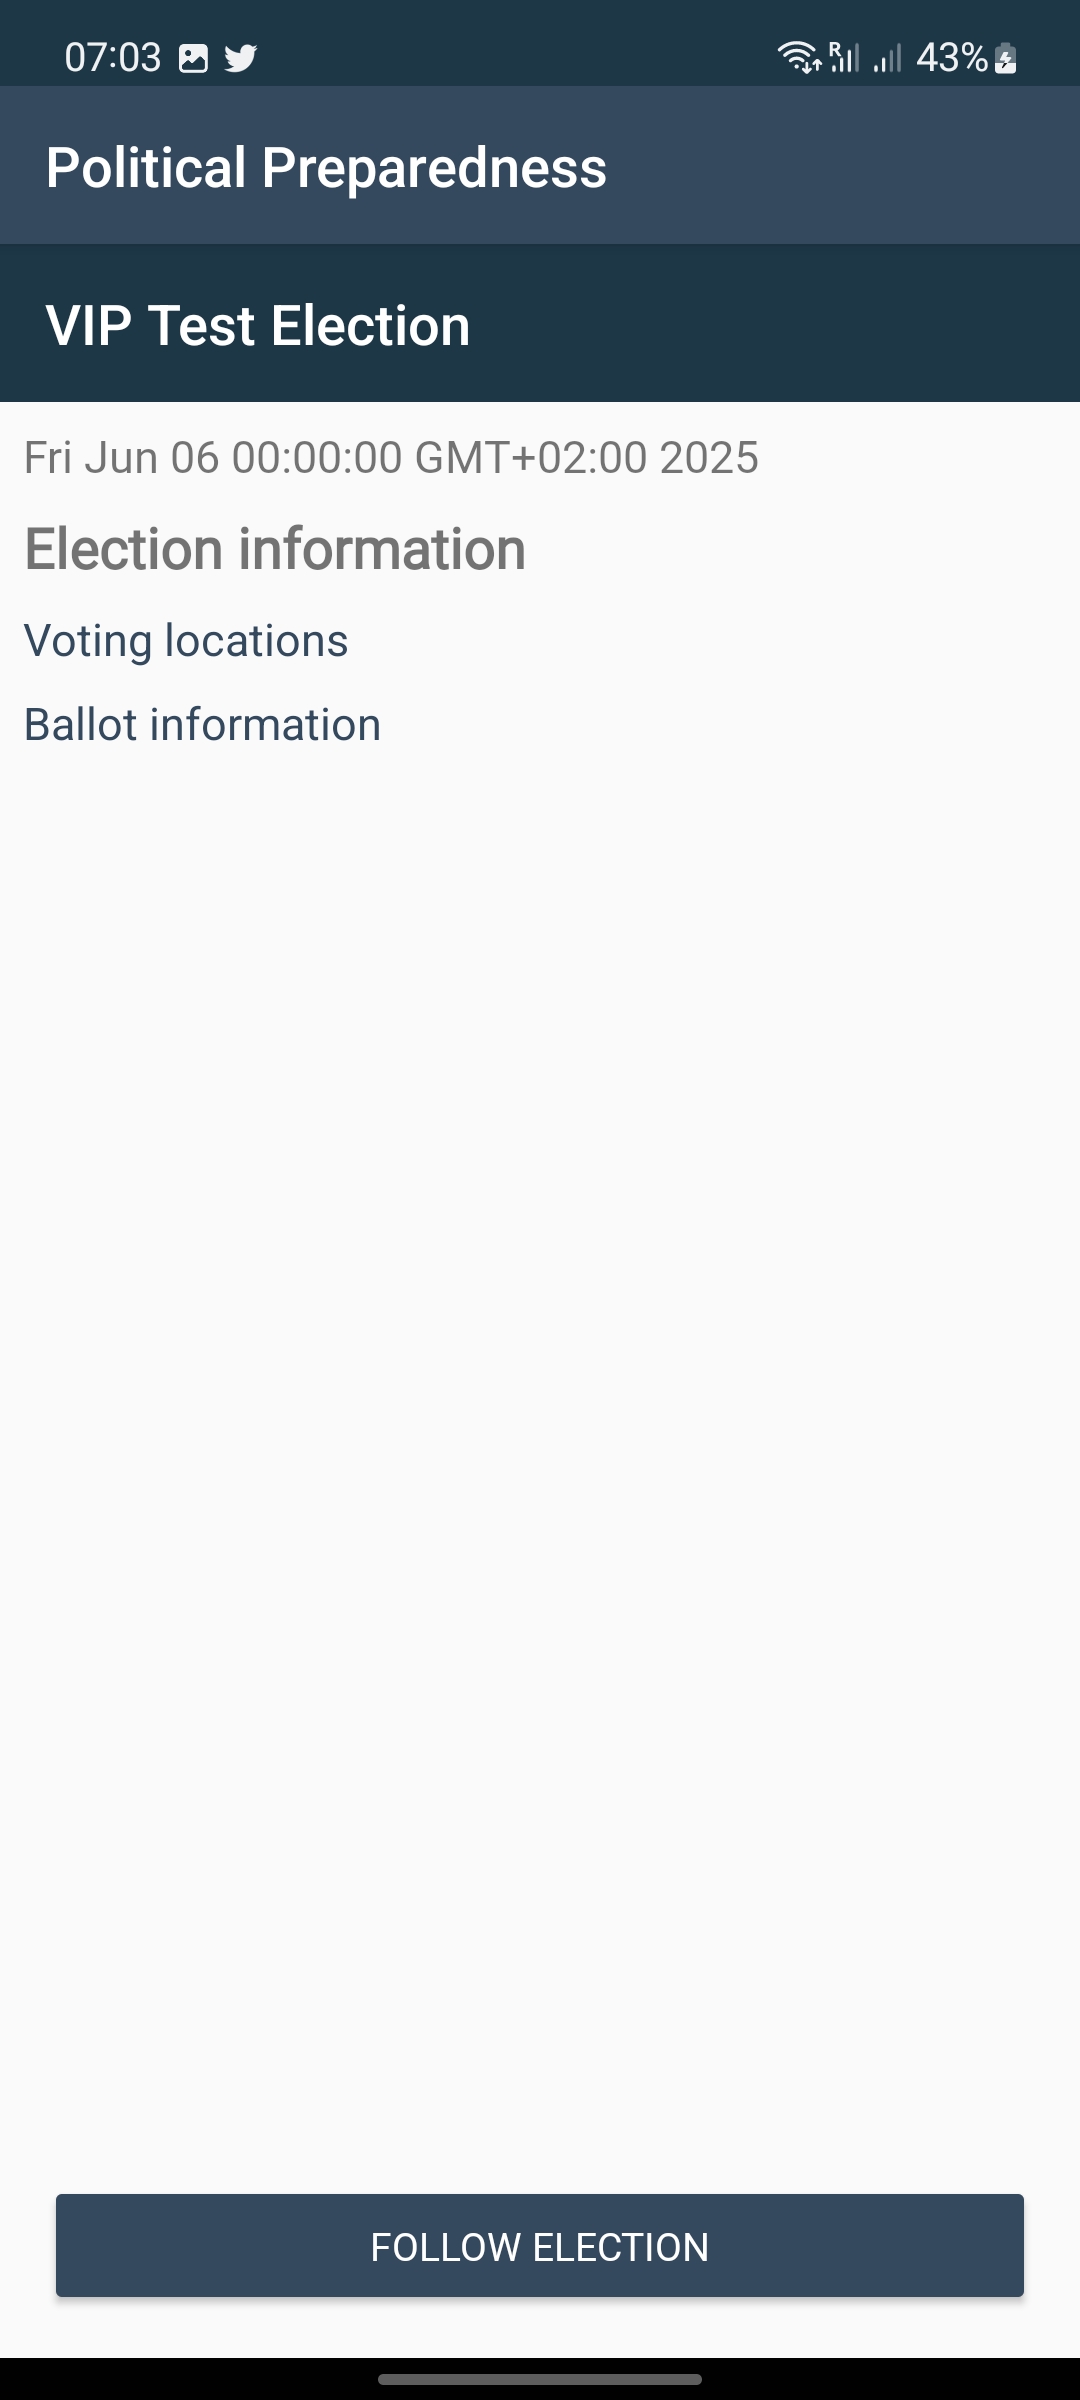 07:03
R
43%
Political Preparedness
VIP Test Election
Fri Jun 06 00:00:00 GMT+02:00 2025
Election information
Voting locations
Ballot information
FOLLOW ELECTION